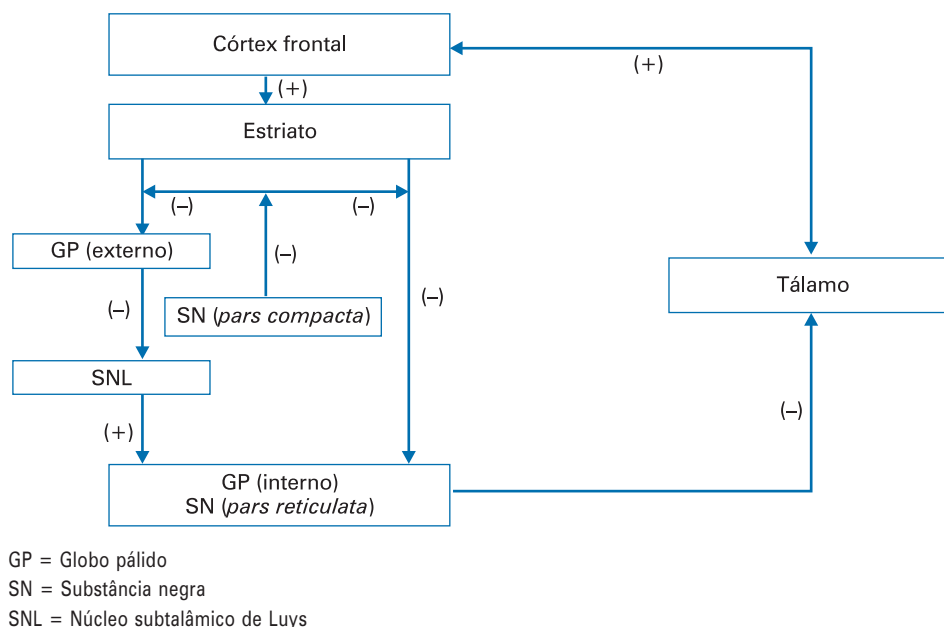 Córtex frontal
(+)
(+)
Estriato
(–)
(–)
GP (externo)
(–)
(–)
(–)
SN (pars compacta)
Tálamo
SNL
(–)
(+)
GP (interno)
SN (pars reticulata)
GP = Globo pálido
SN = Substância negra
SNL = Núcleo subtalâmico de Luys